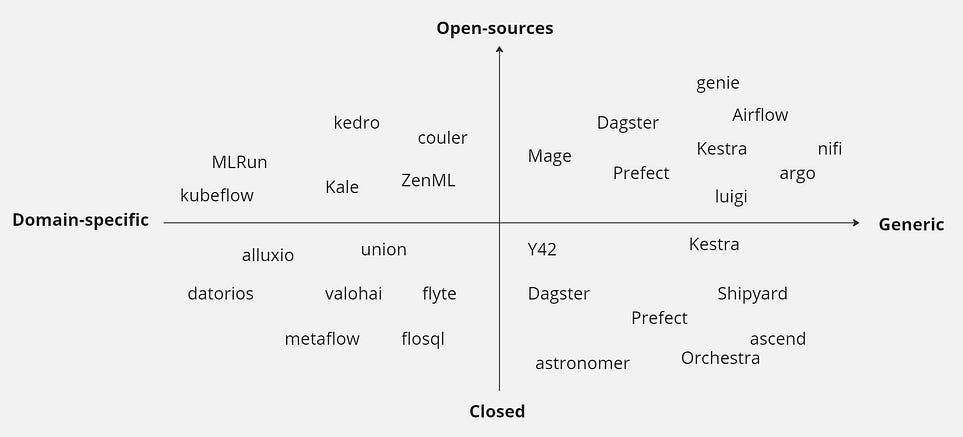 Open-sources
genie
Airflow
kedro
Dagster
couler
Kestra
nifi
Mage
MLRun
Prefect
argo
ZenML
Kale
kubeflow
luigi
Domain-specific
Generic
Kestra
union
Y42
alluxio
datorios
valohai
flyte
Dagster
Shipyard
Prefect
metaflow
flosql
ascend
Orchestra
astronomer
Closed